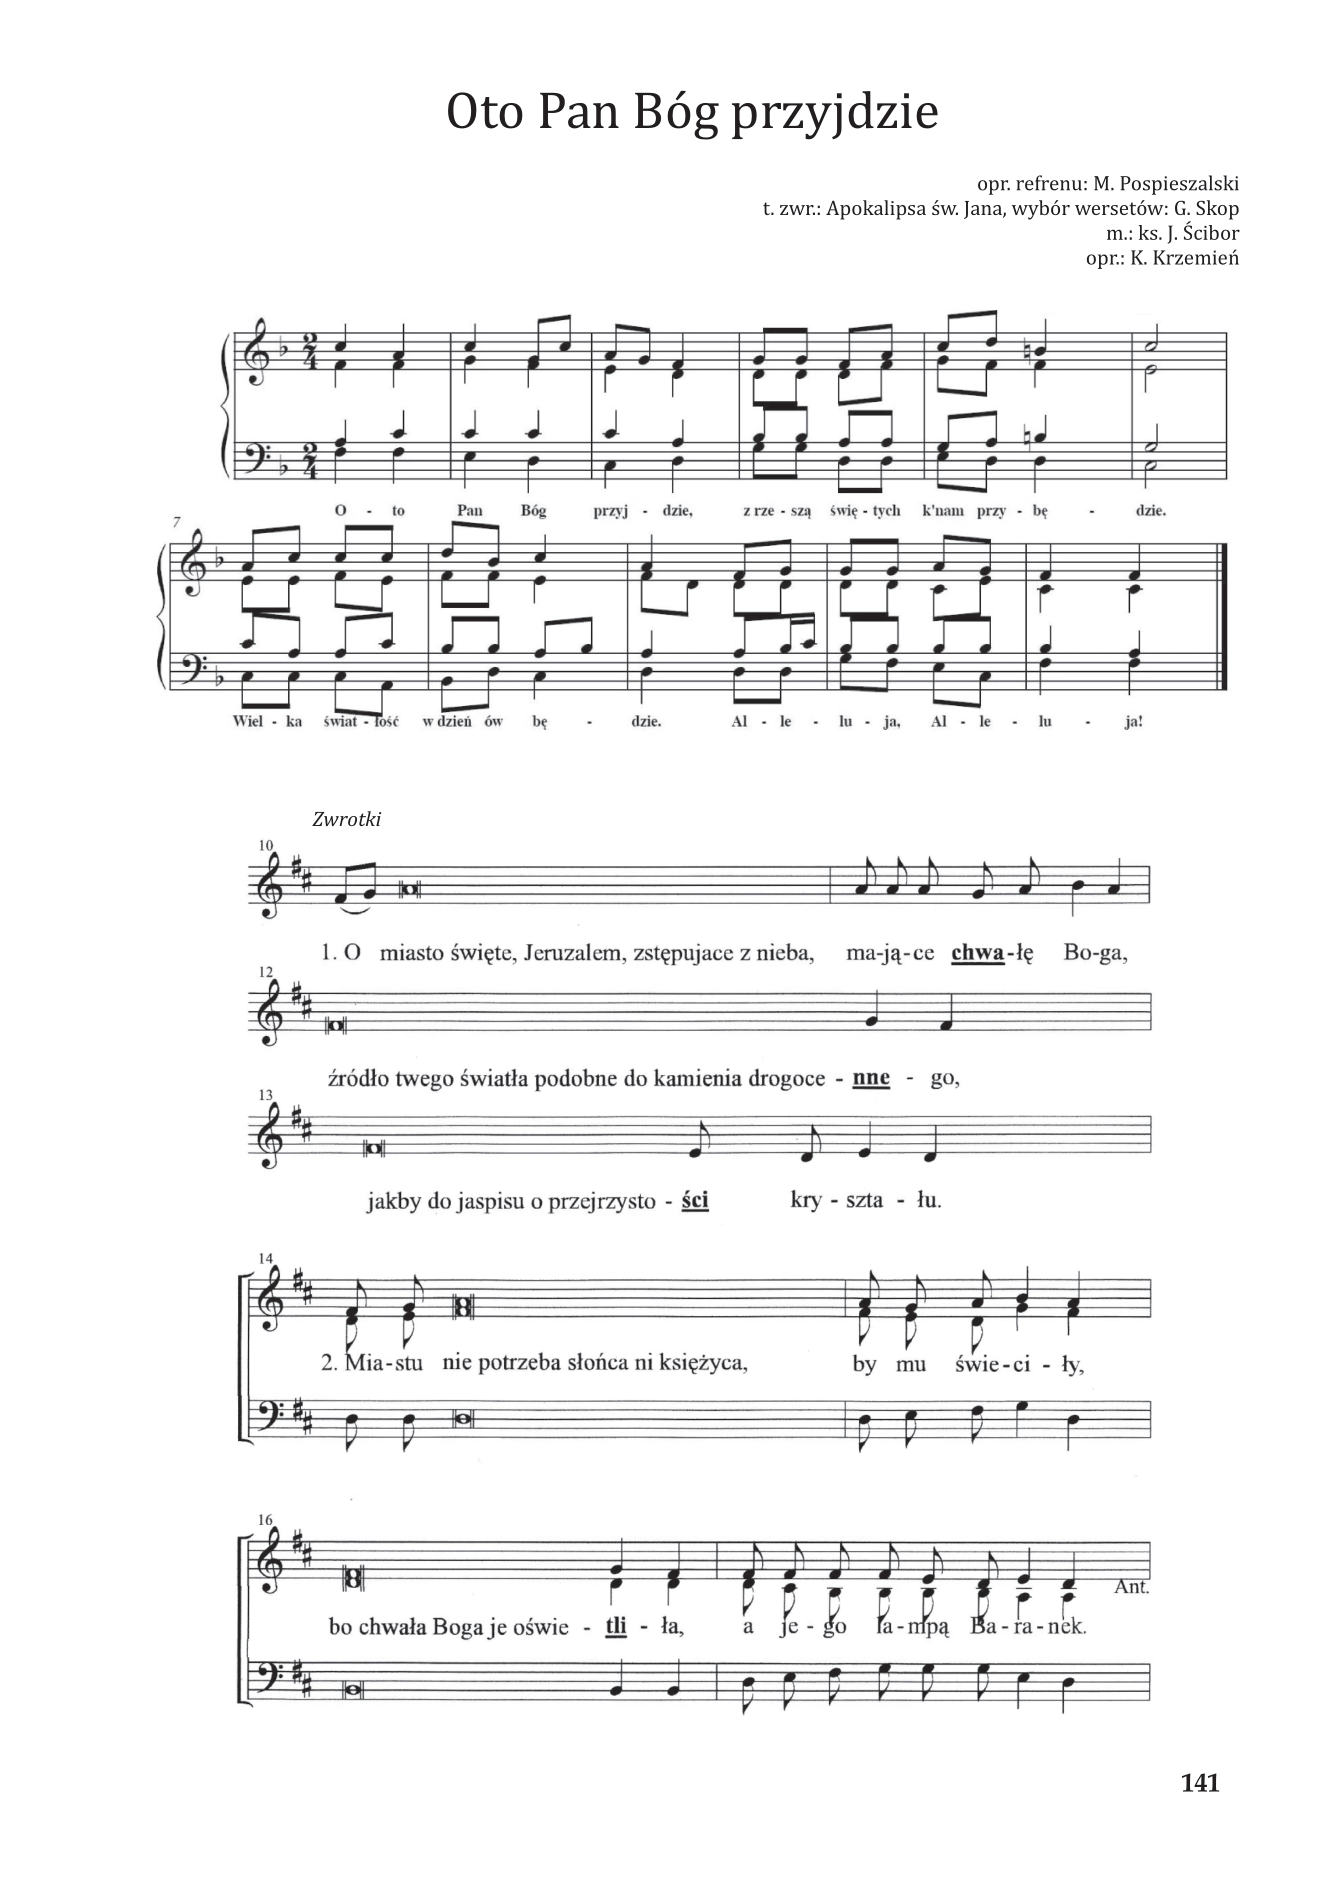 Oto Pan Bóg przyjdzie
opr. refrenu: M. Pospieszalski
t. zwr.: Apokalipsa św. Jana, wybór wersetów: G. Skop
m.: ks. J. Ścibor
opr.: K. Krzemień
2 4
2 4
O - to Pan Bóg przyj - dzie, z rze - szą świę - tych k'nam przy - bę - dzie.
7
Wiel - ka świat - łość w dzień ów bę - dzie. Al - le - lu - ja, Al - le - lu - ja!
Zwrotki
10
1. O miasto święte, Jeruzalem, zstępujace z nieba, ma-ją-ce chwa-łę Bo-ga,
12
źródło twego światła podobne do kamienia drogoce - nne - go,
13
jakby do jaspisu o przejrzysto - ści kry - szta - łu.
14
2. Mia-stu nie potrzeba słońca ni księżyca, by mu świe-ci - ły,
16
Ant.
bo chwała Boga je oświe - tli - ła, a je - go la - mpą Ba - ra - nek.
141